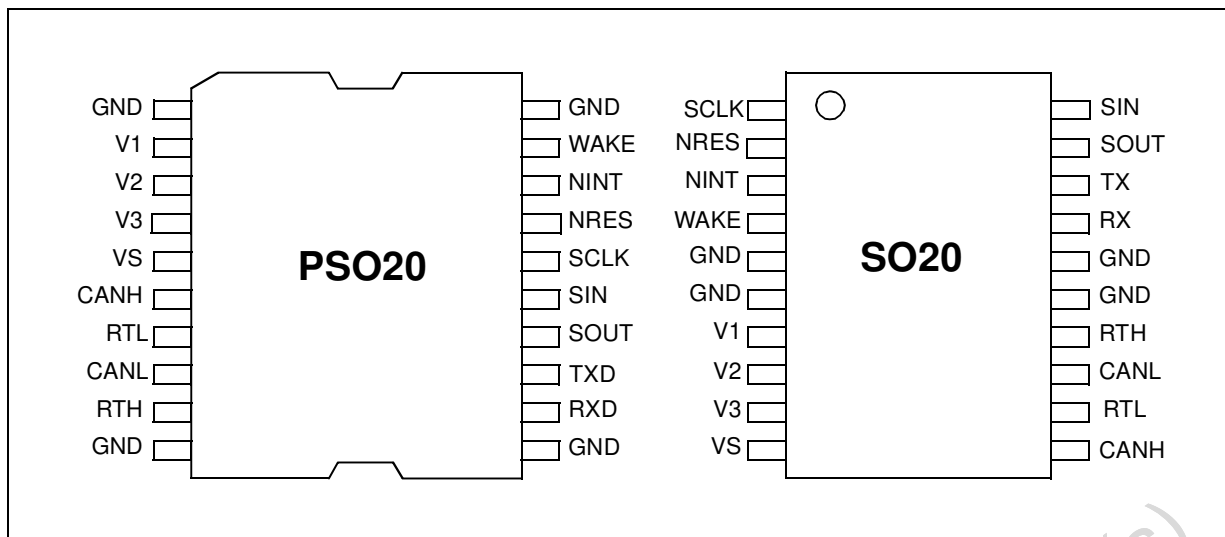 GND
V1
V2
V3
VS
CANH
RTL
CANL
RTH
GND
PSO20
GND
WAKE
NINT
NRES
SCLK
SIN
SOUT
TXD
RXD
GND
SCLK
NRES
NINT
WAKE
GND
GND
V1
V2
V3
VS
SO20
SIN
SOUT
TX
RX
GND
GND
RTH
CANL
RTL
CANH